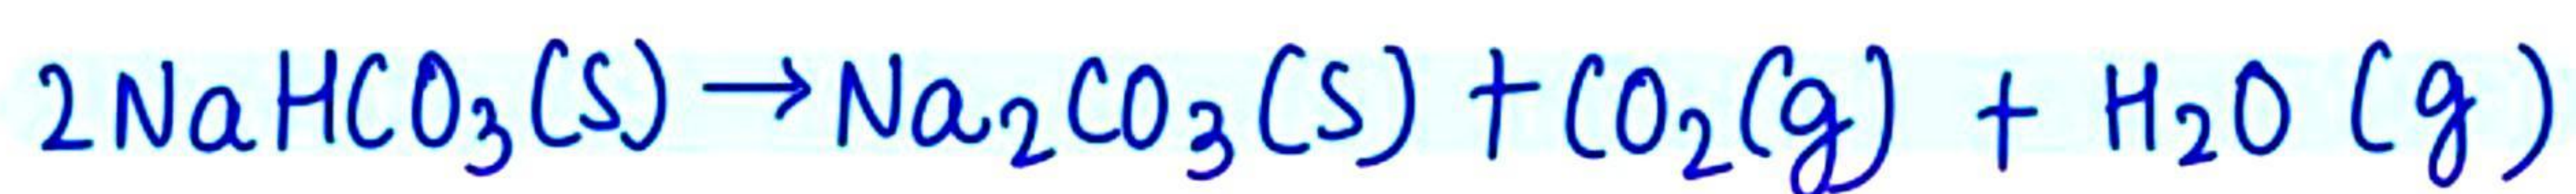 2NaHCO₃(s) → Na₂CO₃(s) + CO₂(g) + H₂O (g)